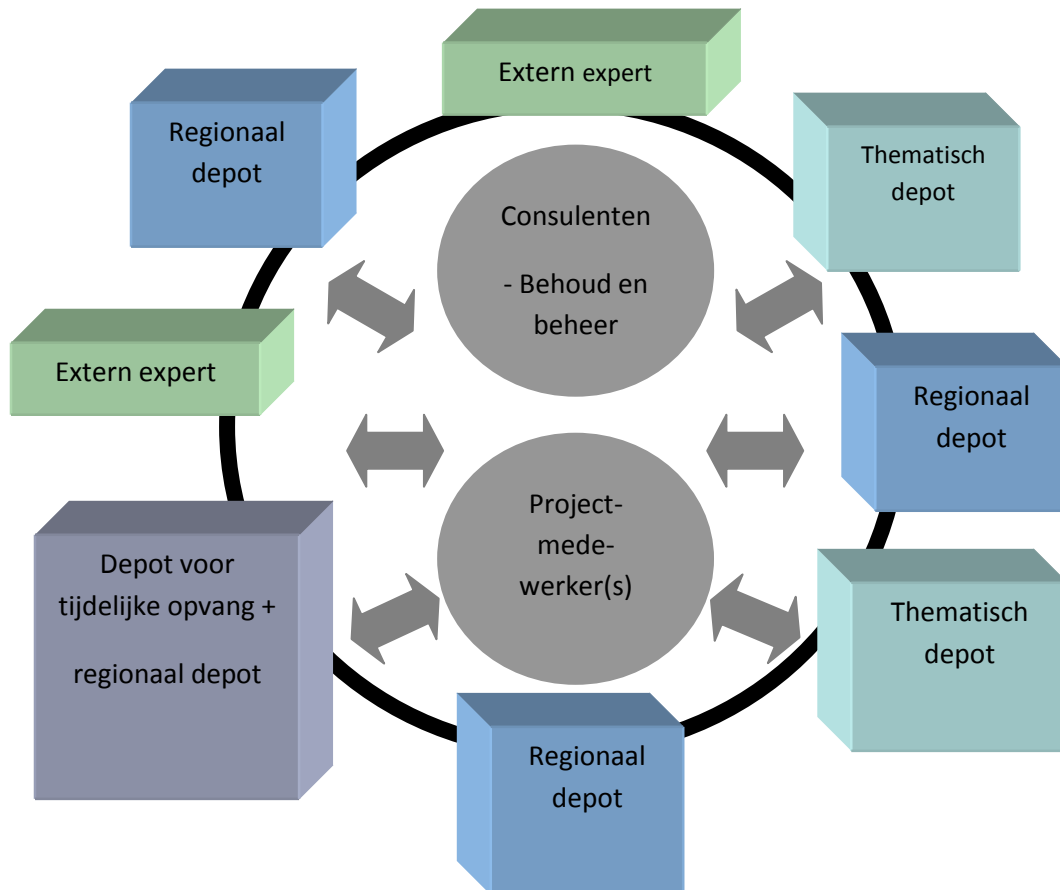 Extern expert
Regionaal
depot
Thematisch
depot
Consulenten
- Behoud en
beheer
Extern expert
Regionaal
depot
Project-
mede-
werker(s)
Depot voor
tijdelijke opvang +
regionaal depot
Thematisch
depot
Regionaal
depot